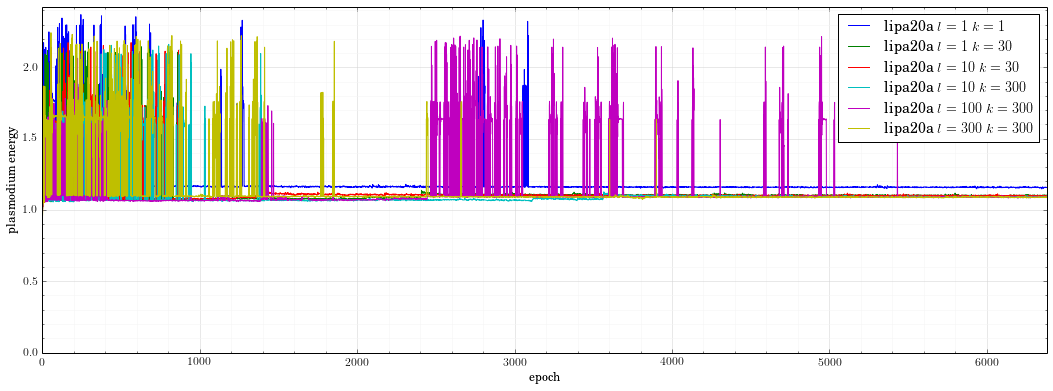 lipa20a l = 1 k = 1
lipa20a l = 1 k = 30
lipa20a l = 10 k = 30
lipa20a l = 10 k = 300
lipa20a l = 100 k = 300
lipa20a l = 300 k = 300
2.0
1.5
1.0
0.5
0.0
plasmodium energy
0 1000 2000 3000 4000 5000 6000
epoch